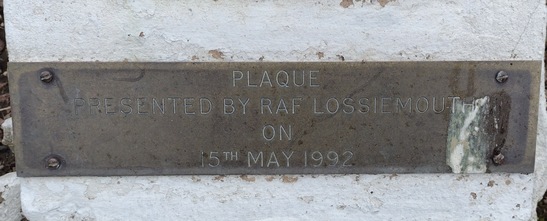 PLAQUE
PRESENTED BY RAF LOSSIEMOUTH
ON
15TH MAY 1992